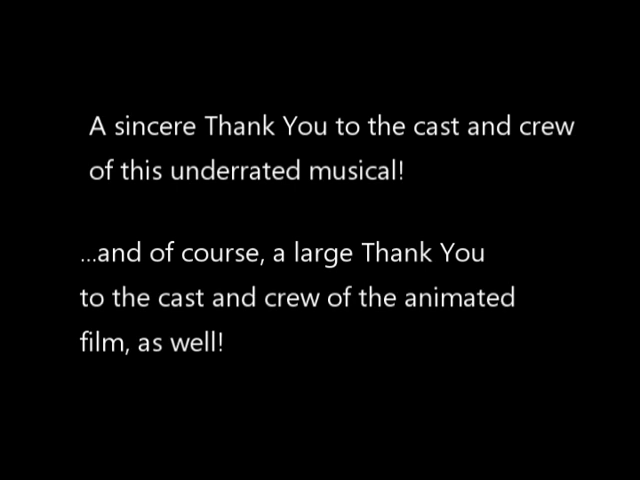 A sincere Thank You to the cast and crew
of this underrated musical!
...and of course, a large Thank You
to the cast and crew of the animated
film, as well!